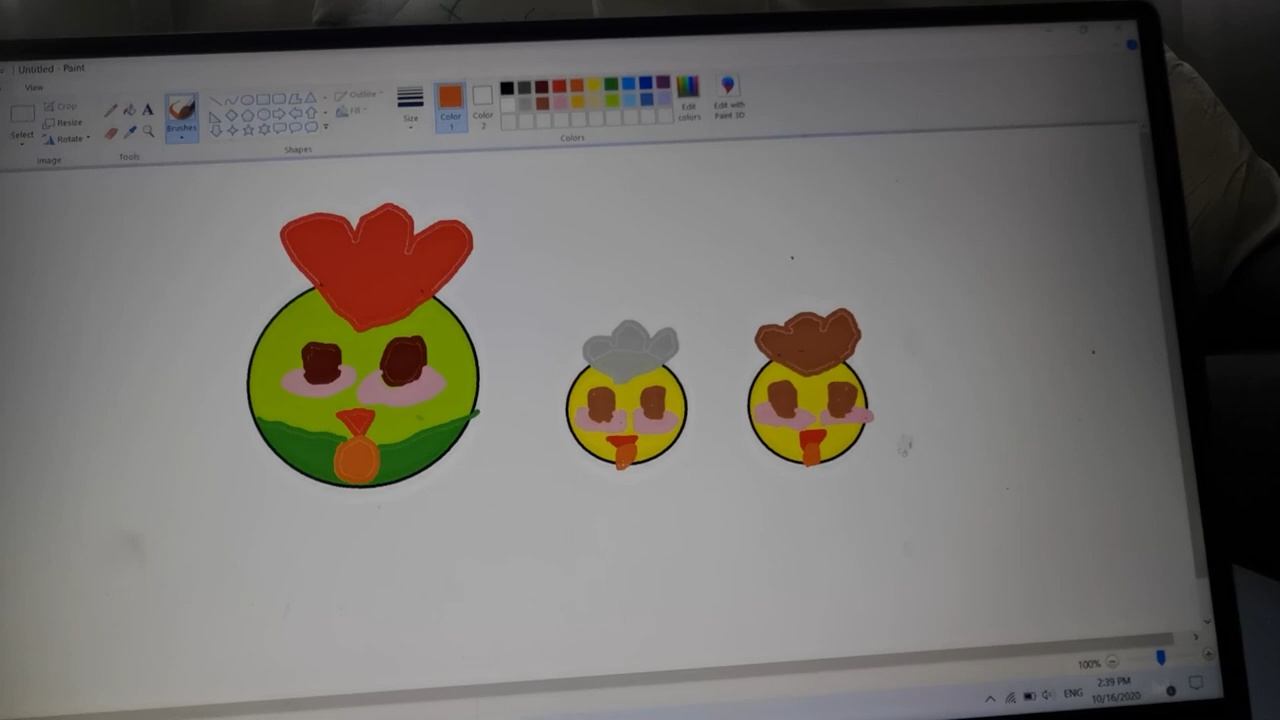 Untitled - Paint
View
Crop
Resize
Rotate
Select
Image
A
Tools
Brushes
Shapes
Outline
Fill
Size
Color 1
Color 2
Colors
Edit colors
Edit with Paint 3D
100%
ENG
2:39 PM
10/16/2020